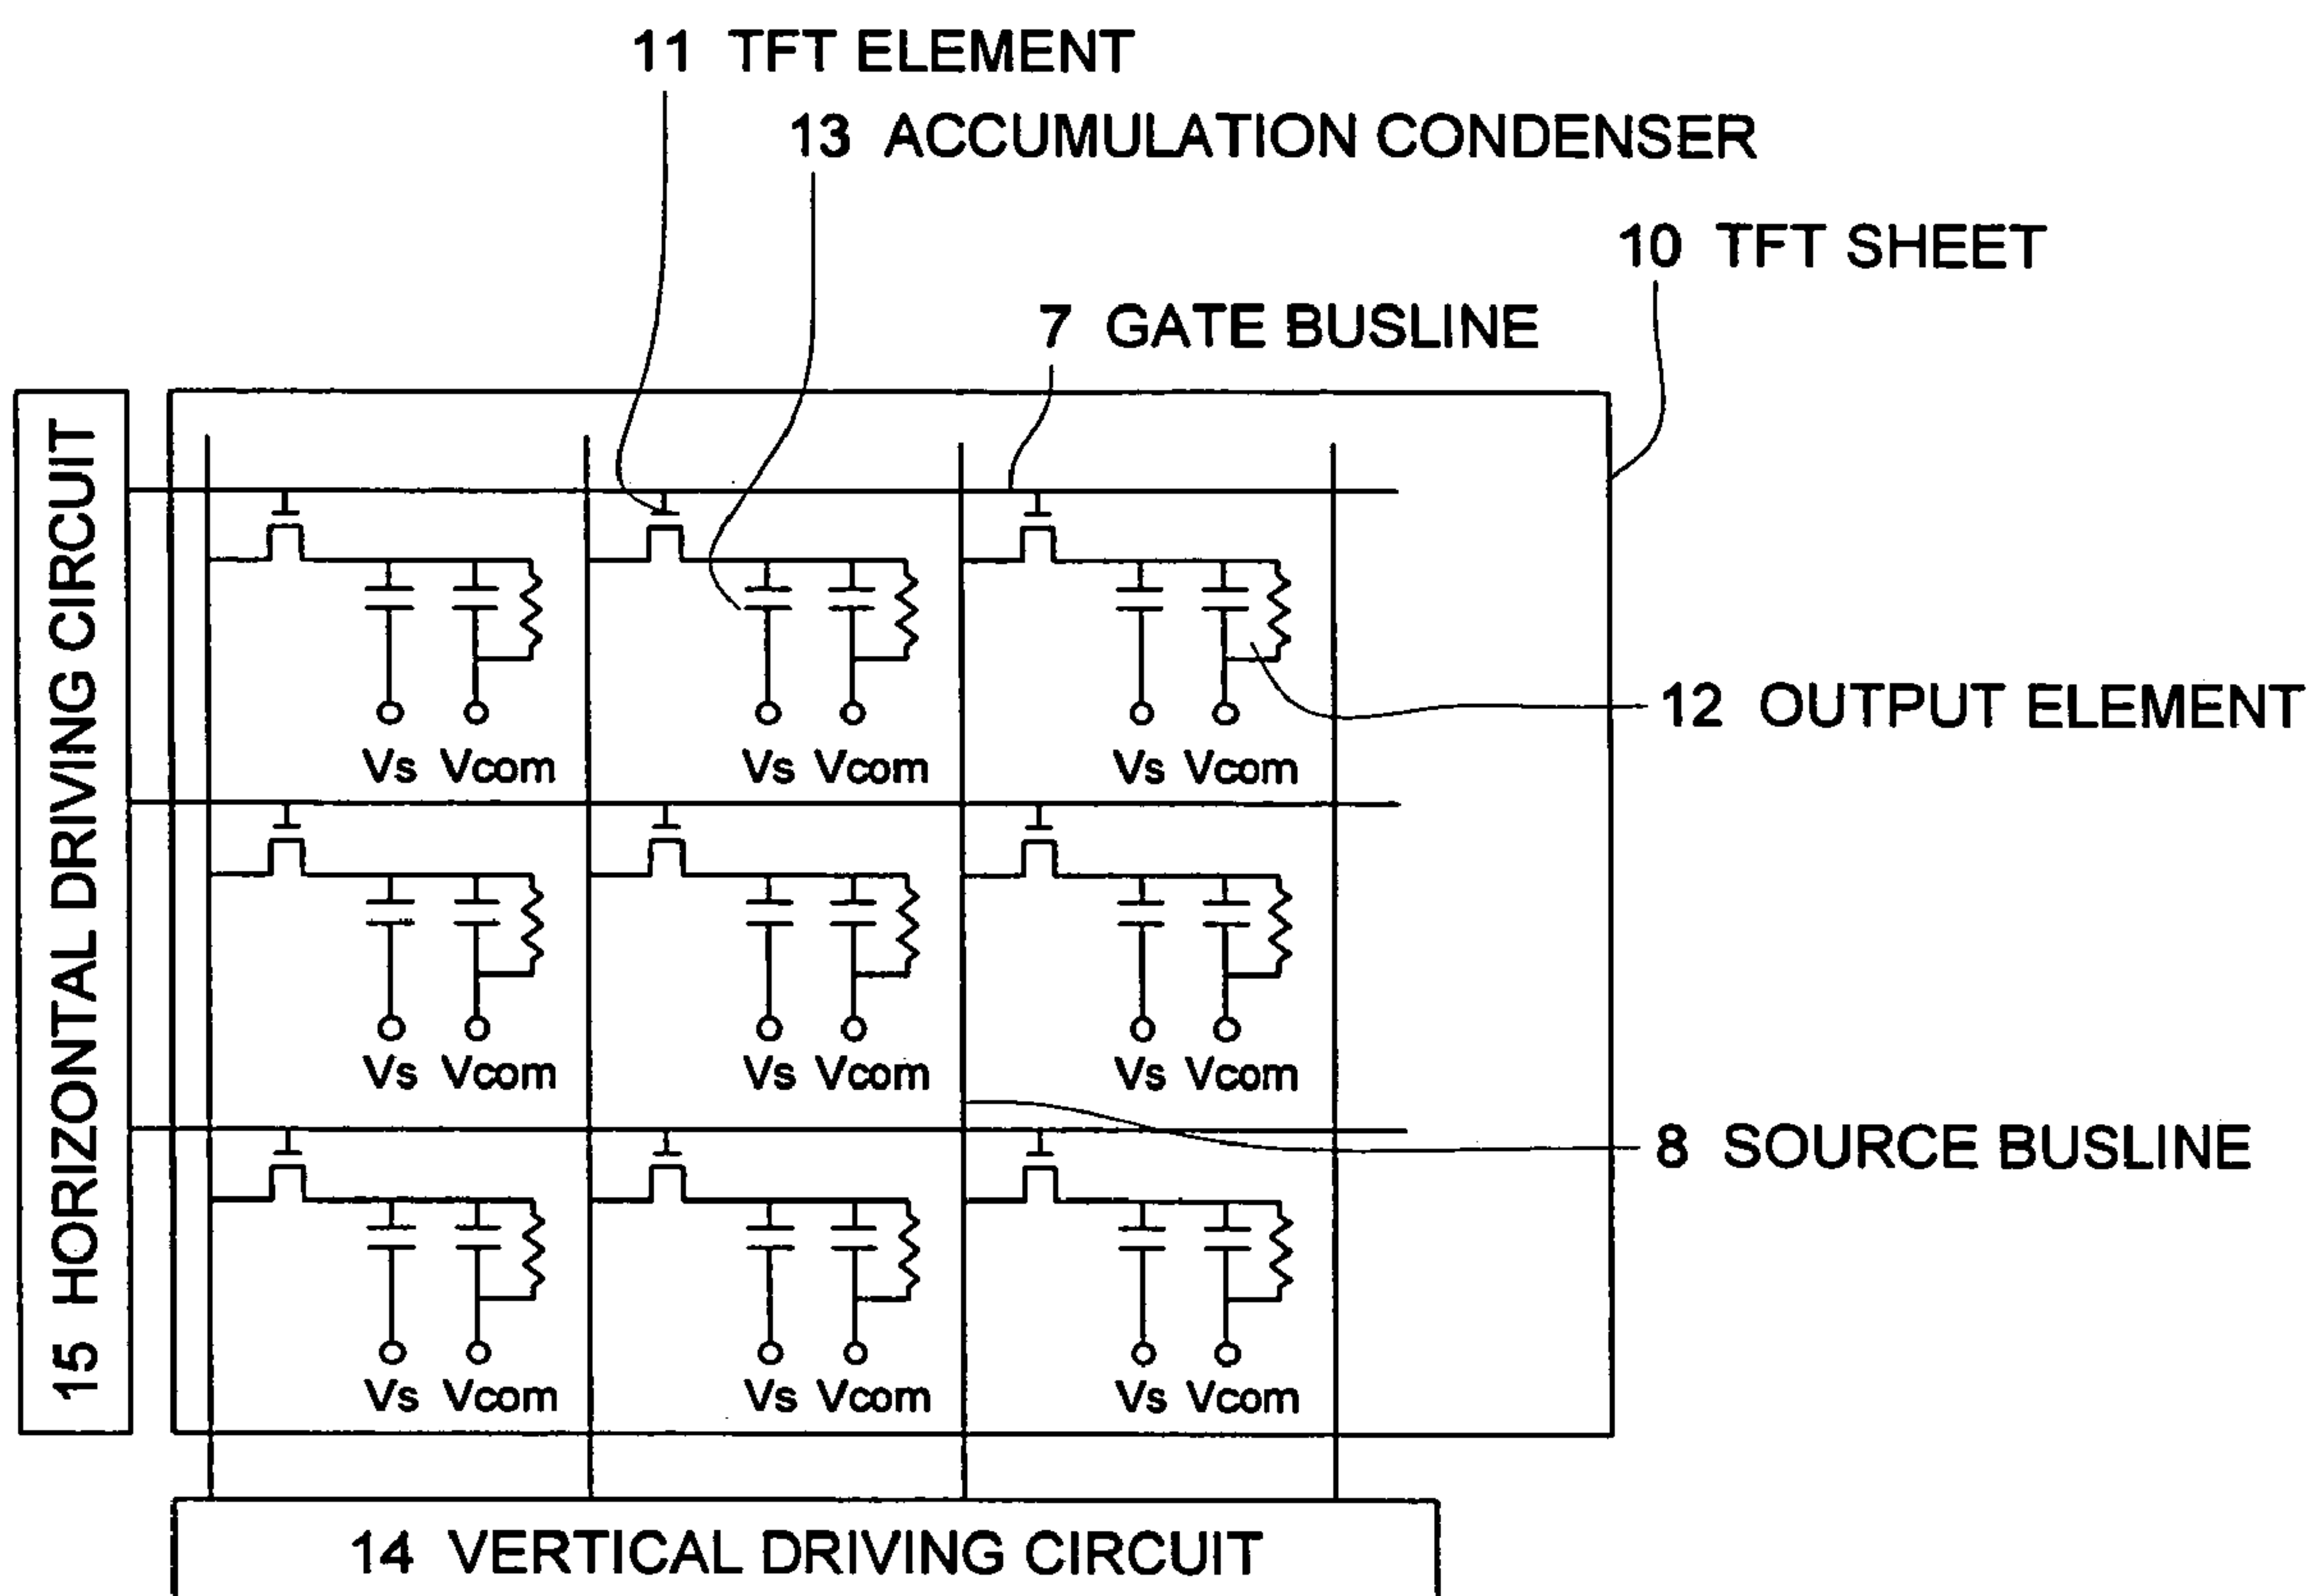 11 TFT ELEMENT
13 ACCUMULATION CONDENSER
10 TFT SHEET
7 GATE BUSLINE
15 HORIZONTAL DRIVING CIRCUIT
12 OUTPUT ELEMENT
Vs Vcom Vs Vcom Vs Vcom
Vs Vcom Vs Vcom Vs Vcom
8 SOURCE BUSLINE
Vs Vcom Vs Vcom Vs Vcom
14 VERTICAL DRIVING CIRCUIT